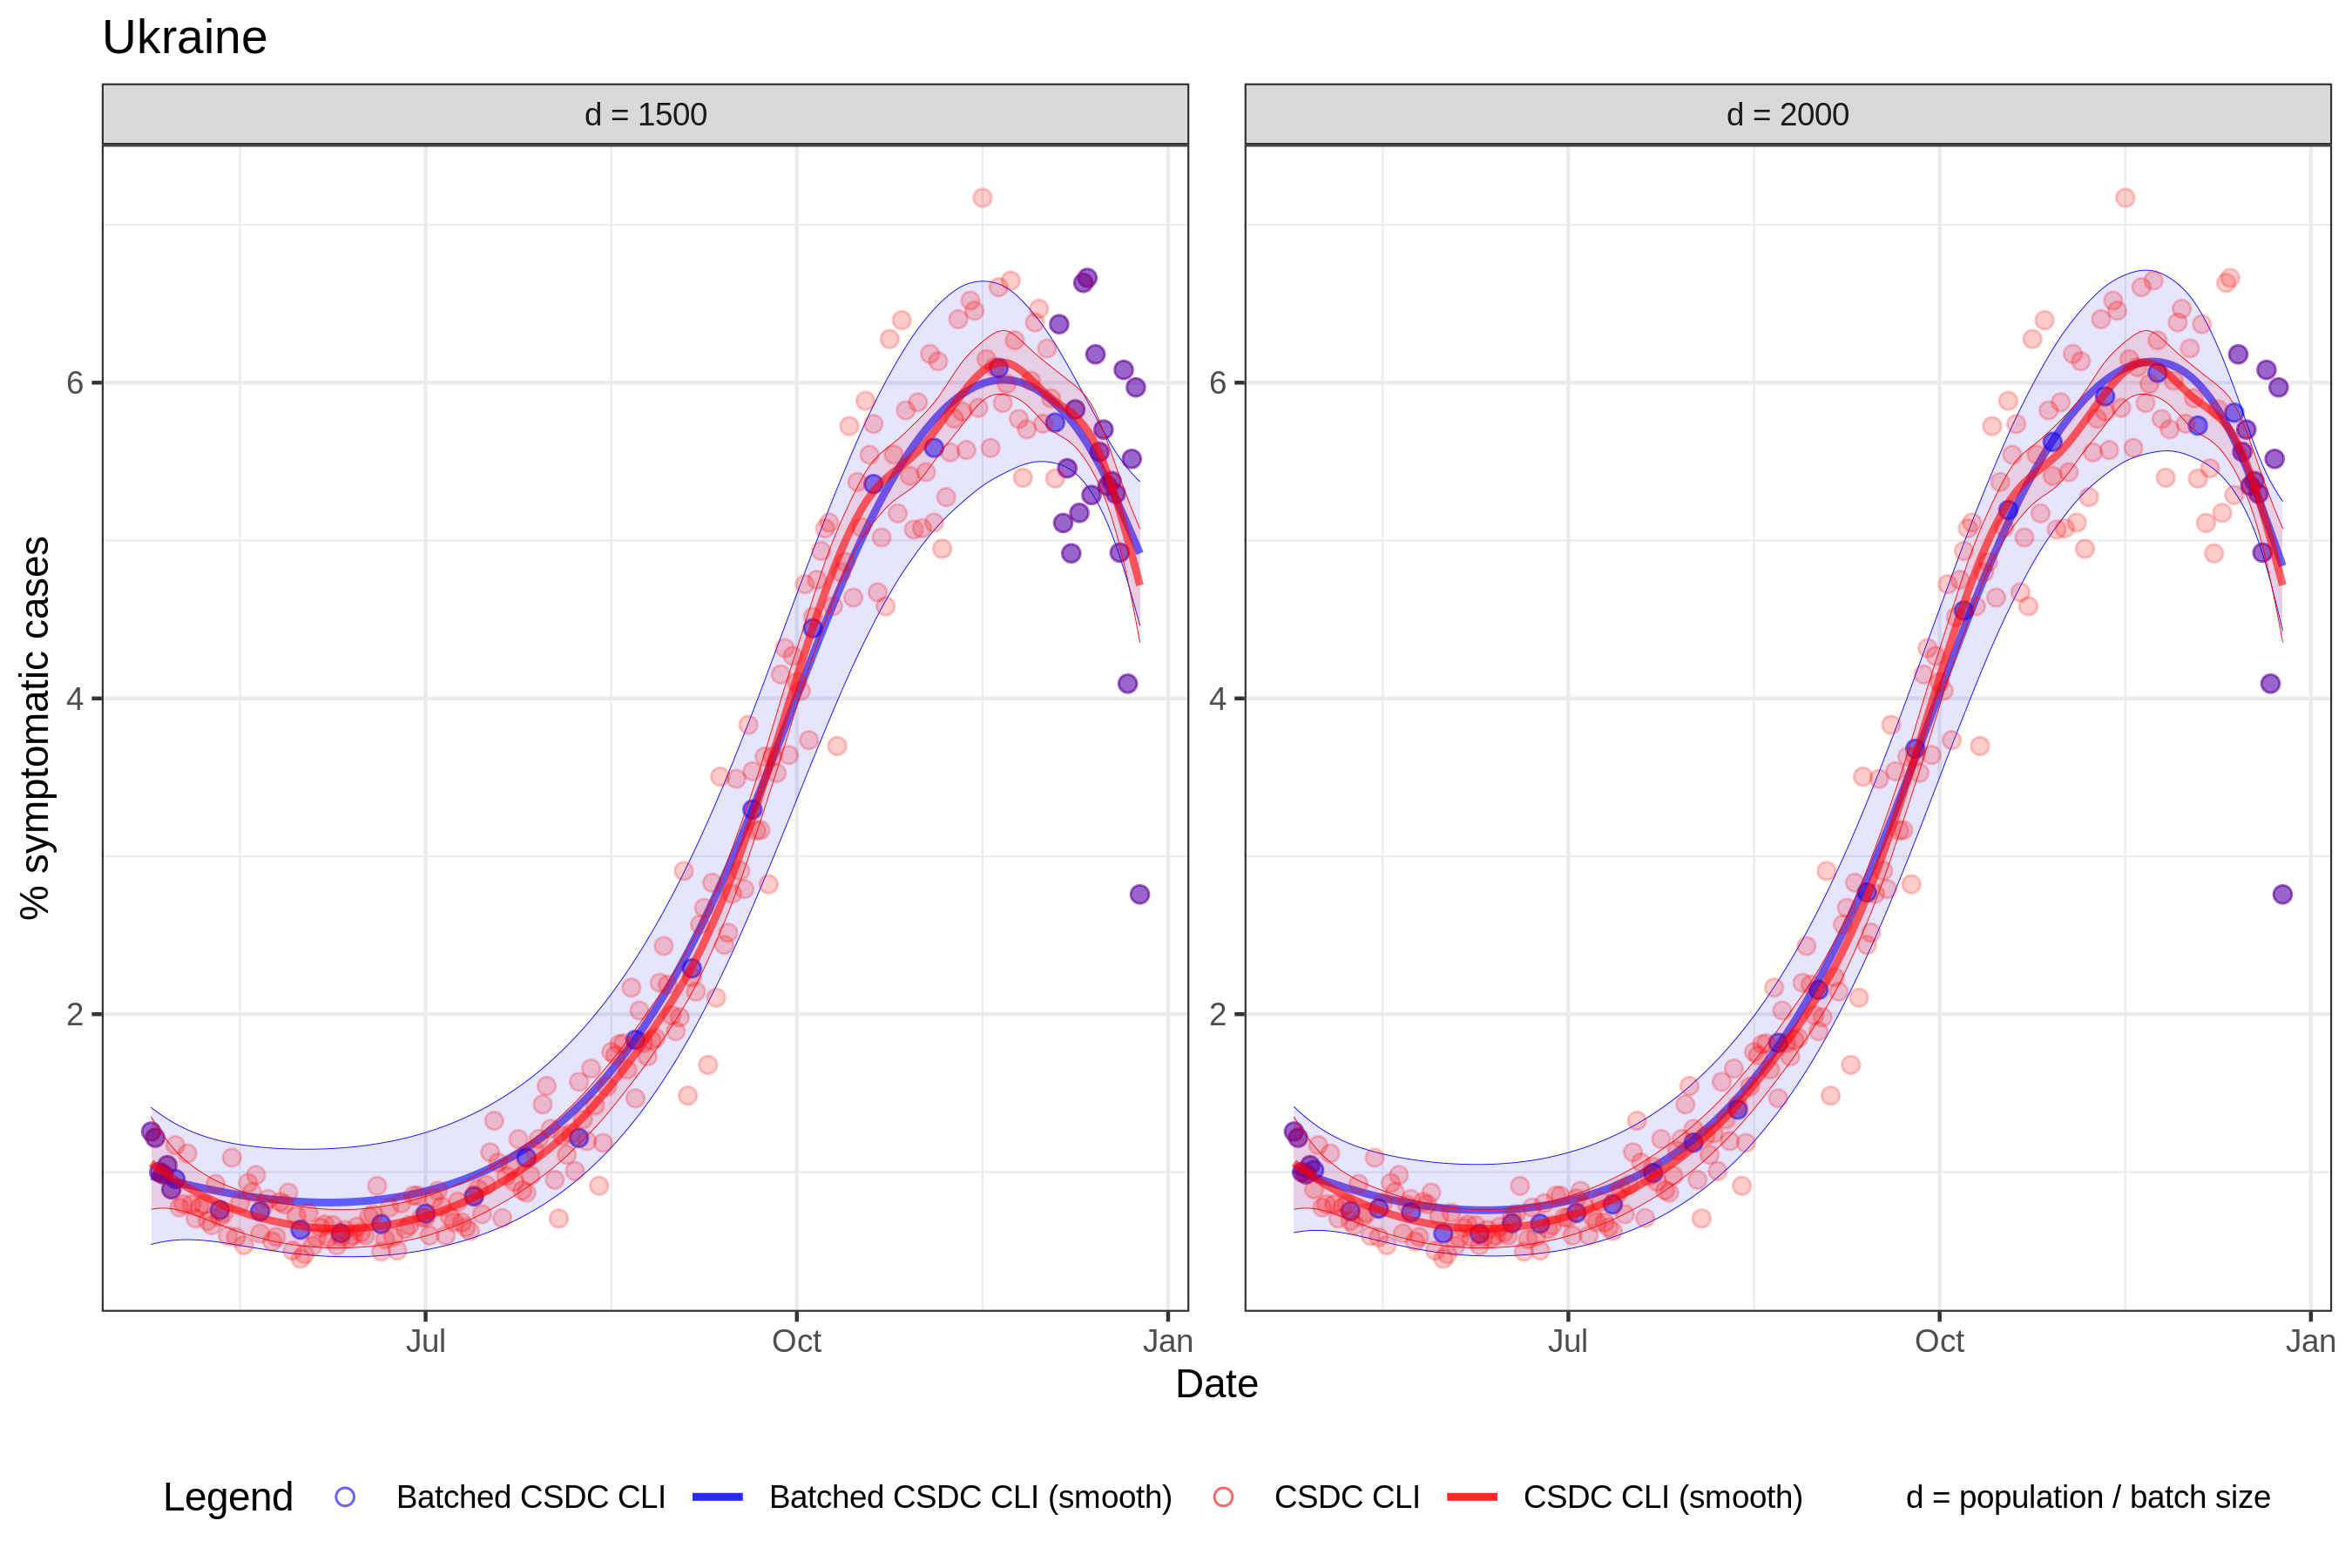 Ukraine
d = 1500
d = 2000
% symptomatic cases
6
4
2
6
4
2
Jul
Oct
Jan
Jul
Oct
Jan
Date
Legend
Batched CSDC CLI
Batched CSDC CLI (smooth)
CSDC CLI
CSDC CLI (smooth)
d = population / batch size